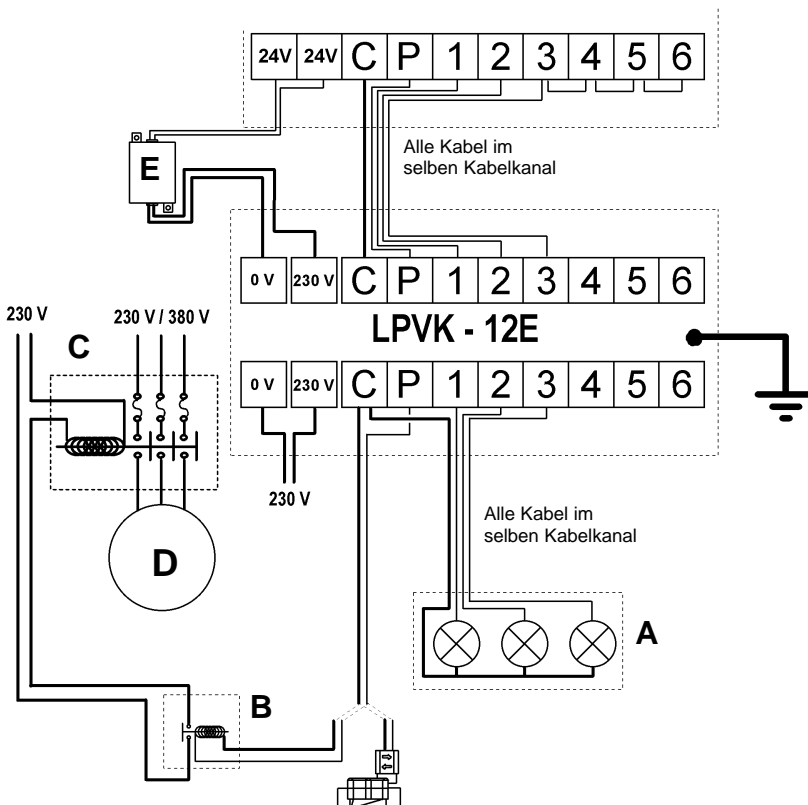 24V 24V C P 1 2 3 4 5 6
Alle Kabel im
selben Kabelkanal
E
0 V 230 V C P 1 2 3 4 5 6
230 V
230 V / 380 V
LPVK - 12E
C
0 V 230 V C P 1 2 3 4 5 6
230 V
Alle Kabel im
selben Kabelkanal
D
A
B